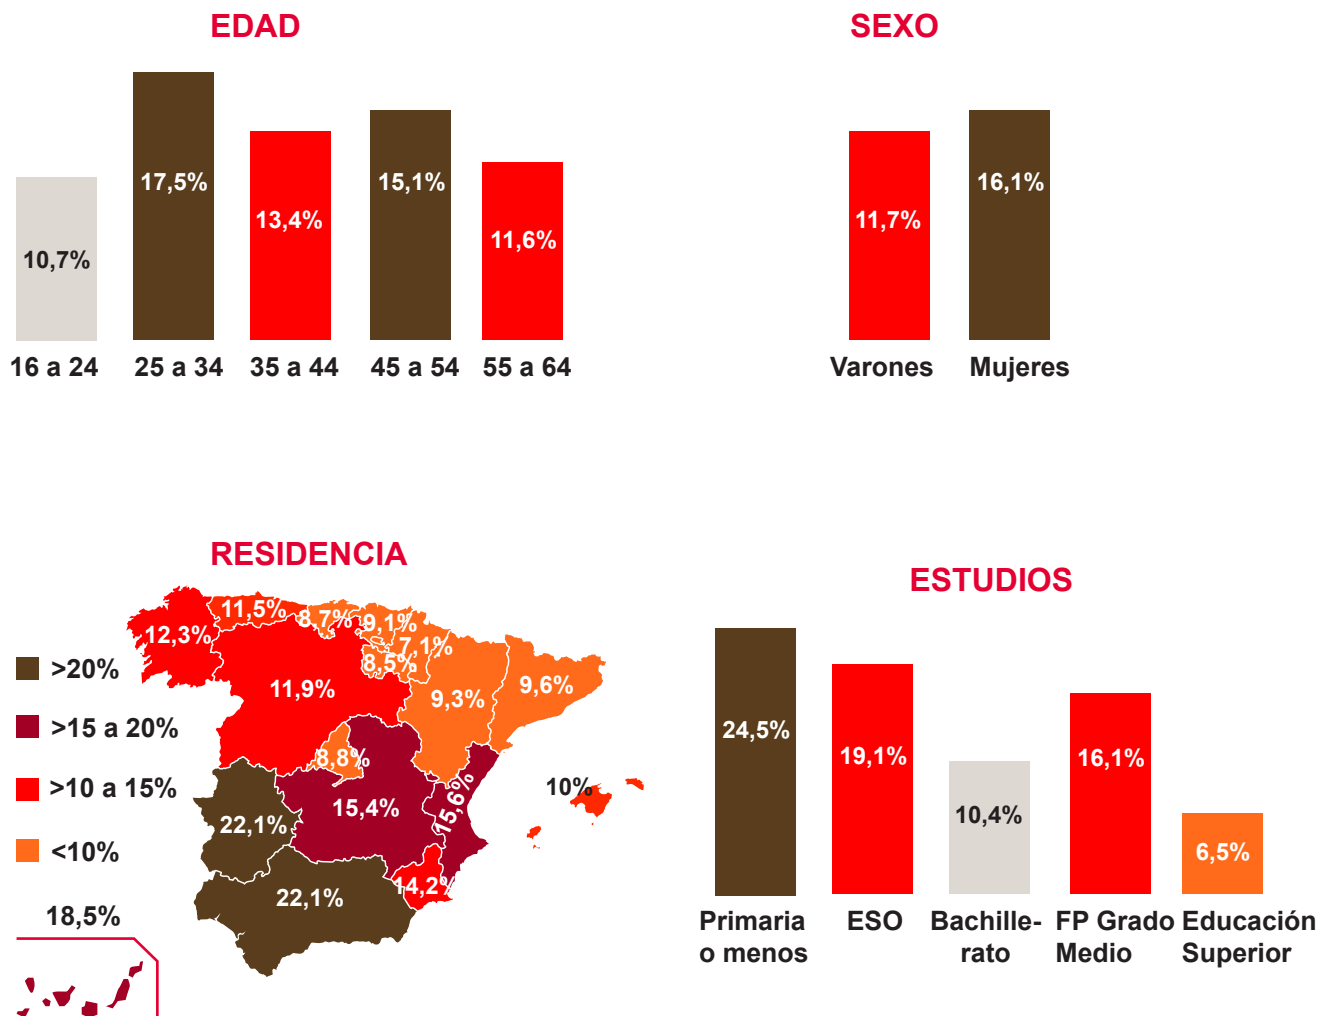 EDAD
17,5%
15,1%
13,4%
11,6%
10,7%
16 a 24
25 a 34
35 a 44
45 a 54
55 a 64
SEXO
16,1%
11,7%
Varones
Mujeres
RESIDENCIA
11,5%
8,7%
9,1%
12,3%
7,1%
8,5%
>20%
11,9%
9,3%
9,6%
>15 a 20%
8,8%
>10 a 15%
10%
15,4%
15,6%
22,1%
<10%
14,2%
22,1%
18,5%
ESTUDIOS
24,5%
19,1%
16,1%
10,4%
6,5%
Primaria
o menos
ESO
Bachille-
rato
FP Grado
Medio
Educación
Superior